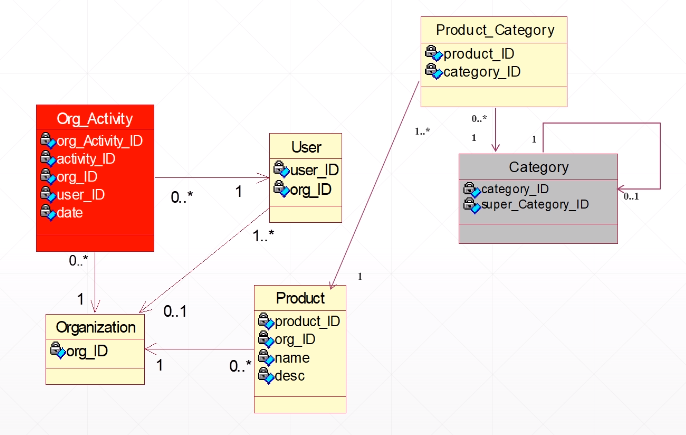 Product_Category
product_ID
category_ID
Org_Activity
org_Activity_ID
activity_ID
org_ID
user_ID
date
0..*
1
User
user_ID
org_ID
1..*
0..*
1
1
Category
category_ID
super_Category_ID
0..1
1..*
0..1
0..*
1
Organization
org_ID
1
Product
product_ID
org_ID
name
desc
1
0..*